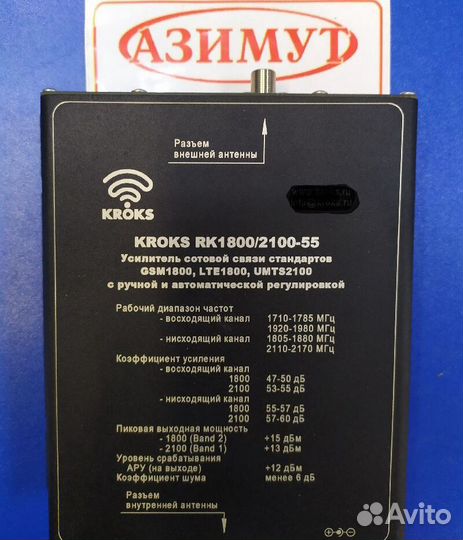 АЗИМУТ
Разъем
внешней антенны
KROKS
KROKS RK1800/2100-55
Усилитель сотовой связи стандартов
GSM1800, LTE1800, UMTS2100
с ручной и автоматической регулировкой
Рабочий диапазон частот
- восходящий канал 1710-1785 МГц
1920-1980 МГц
- нисходящий канал 1805-1880 МГц
2110-2170 МГц
Коэффициент усиления
- восходящий канал
1800 47-50 дБ
2100 53-55 дБ
- нисходящий канал
1800 55-57 дБ
2100 57-60 дБ
Пиковая выходная мощность
- 1800 (Band 2) +15 дБм
- 2100 (Band 1) +13 дБм
Уровень срабатывания
АРУ (на выходе) +12 дБм
Коэффициент шума менее 6 дБ
Разъем
внутренней антенны
Avito